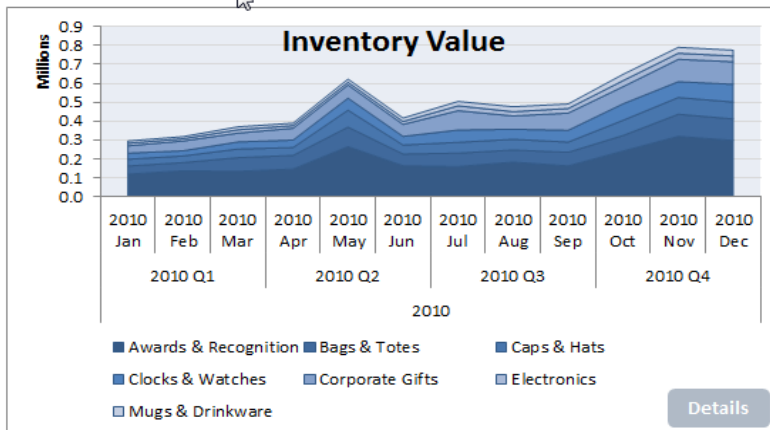 Inventory Value
Millions
0.9
0.8
0.7
0.6
0.5
0.4
0.3
0.2
0.1
0.0
2010 2010 2010 2010 2010 2010 2010 2010 2010 2010 2010 2010
Jan Feb Mar Apr May Jun Jul Aug Sep Oct Nov Dec
2010 Q1 2010 Q2 2010 Q3 2010 Q4
2010
Awards & Recognition Bags & Totes Caps & Hats
Clocks & Watches Corporate Gifts Electronics
Mugs & Drinkware
Details